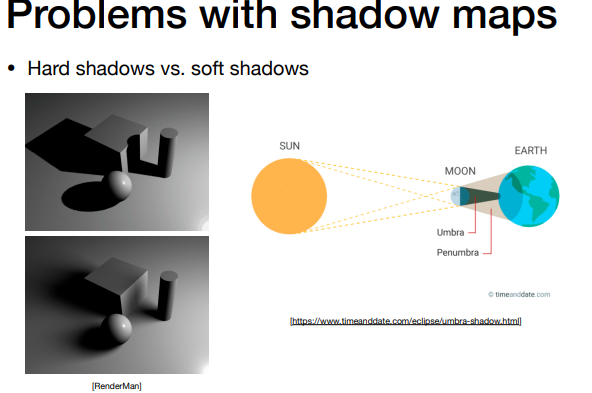 Problems with shadow maps
• Hard shadows vs. soft shadows
SUN
EARTH
MOON
Umbra
Penumbra
© timeanddate.com
[https://www.timeanddate.com/eclipse/umbra-shadow.html]
[RenderMan]